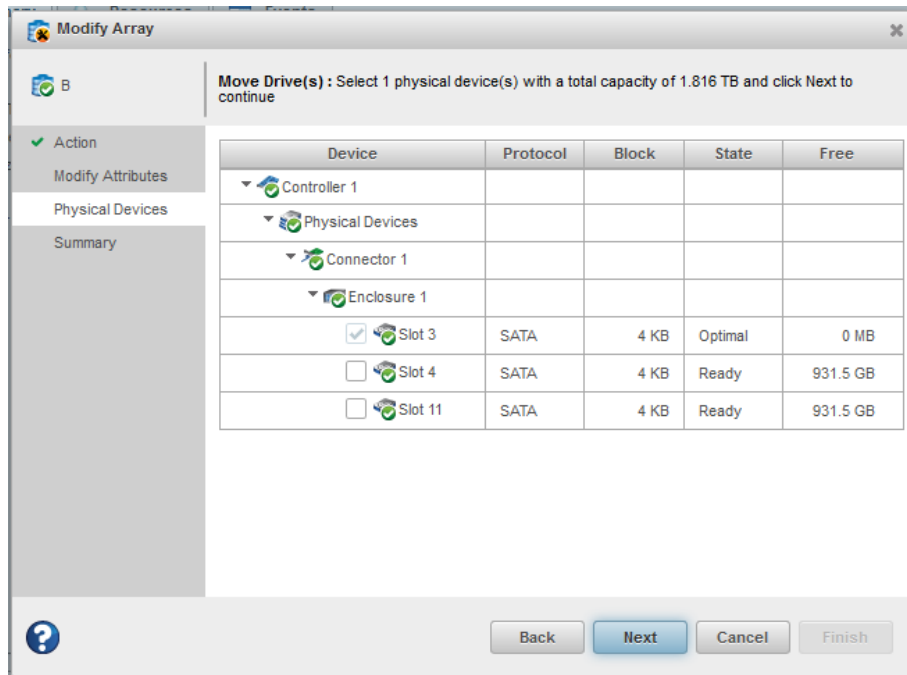 Modify Array
B
Move Drive(s) : Select 1 physical device(s) with a total capacity of 1.816 TB and click Next to
continue
Action
Modify Attributes
Physical Devices
Summary
Device Protocol Block State Free
Controller 1
Physical Devices
Connector 1
Enclosure 1
Slot 3 SATA 4 KB Optimal 0 MB
Slot 4 SATA 4 KB Ready 931.5 GB
Slot 11 SATA 4 KB Ready 931.5 GB
Back Next Cancel Finish